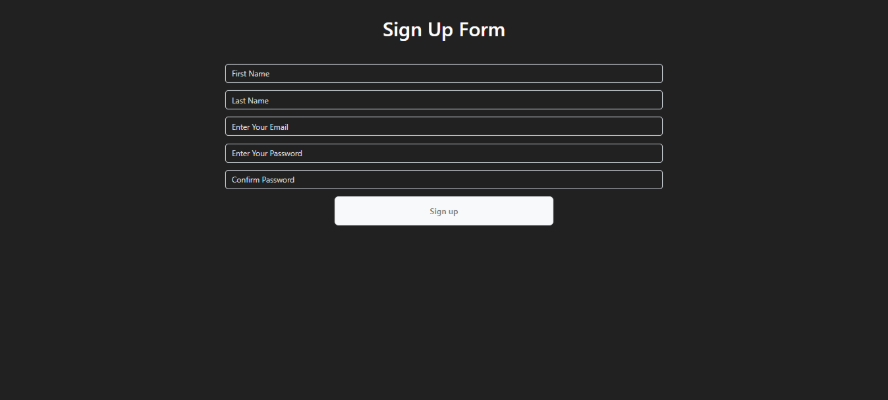 Sign Up Form
First Name
Last Name
Enter Your Email
Enter Your Password
Confirm Password
Sign up